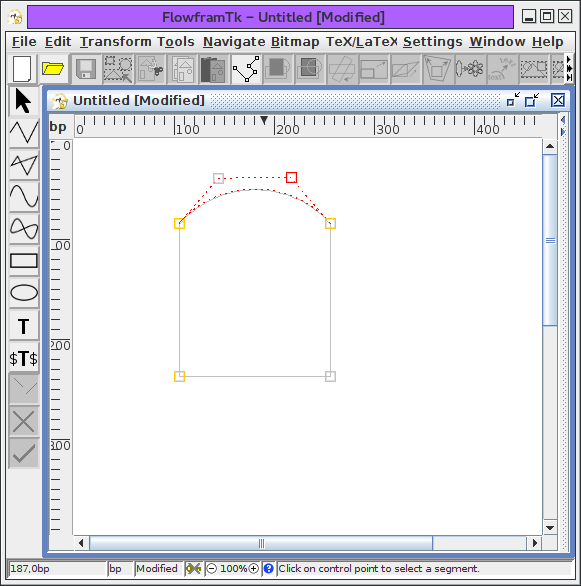 FlowframTk – Untitled [Modified]
File Edit Transform Tools Navigate Bitmap TeX/LaTeX Settings Window Help
Untitled [Modified]
bp 0 100 200 300 400
0
100
200
300
T
$T$
187,0bp bp Modified 100% ? Click on control point to select a segment.